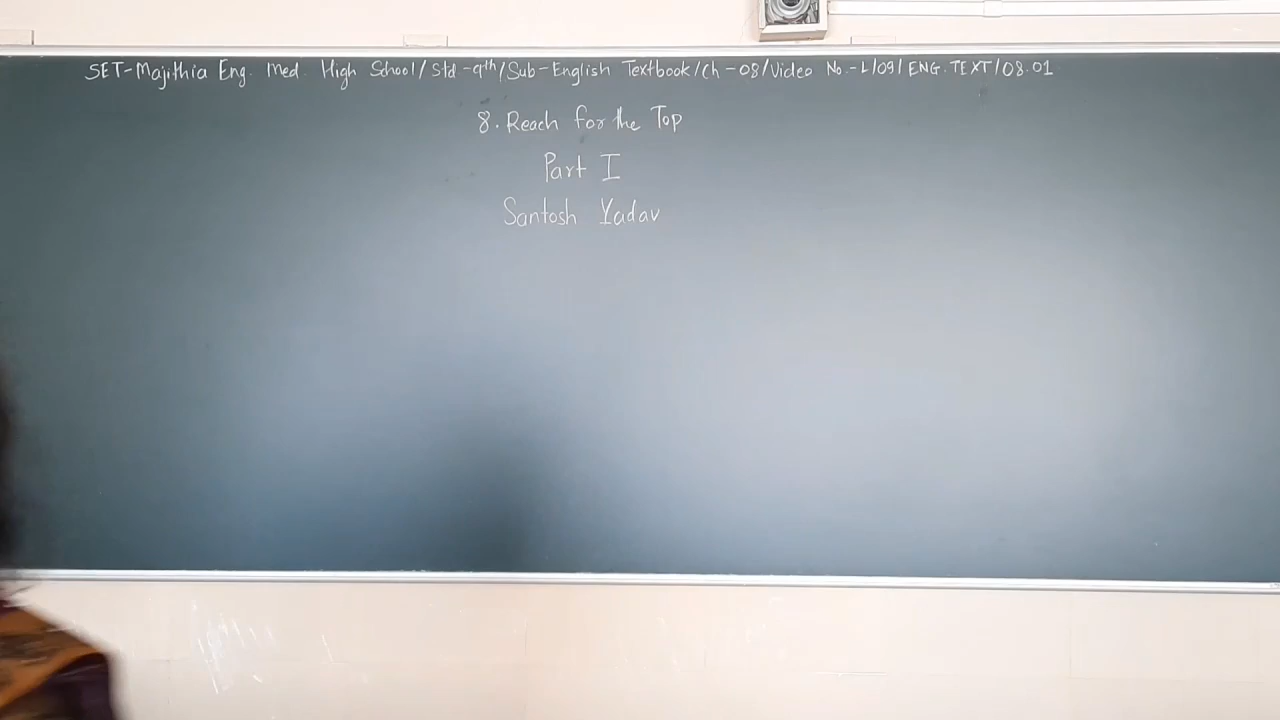 SET-Majithia Eng. Med. High School/Std-9th/Sub-English Textbook/Ch-08/Video No.-L/09/ENG.TEXT/08.01
8. Reach for the Top
Part I
Santosh Yadav